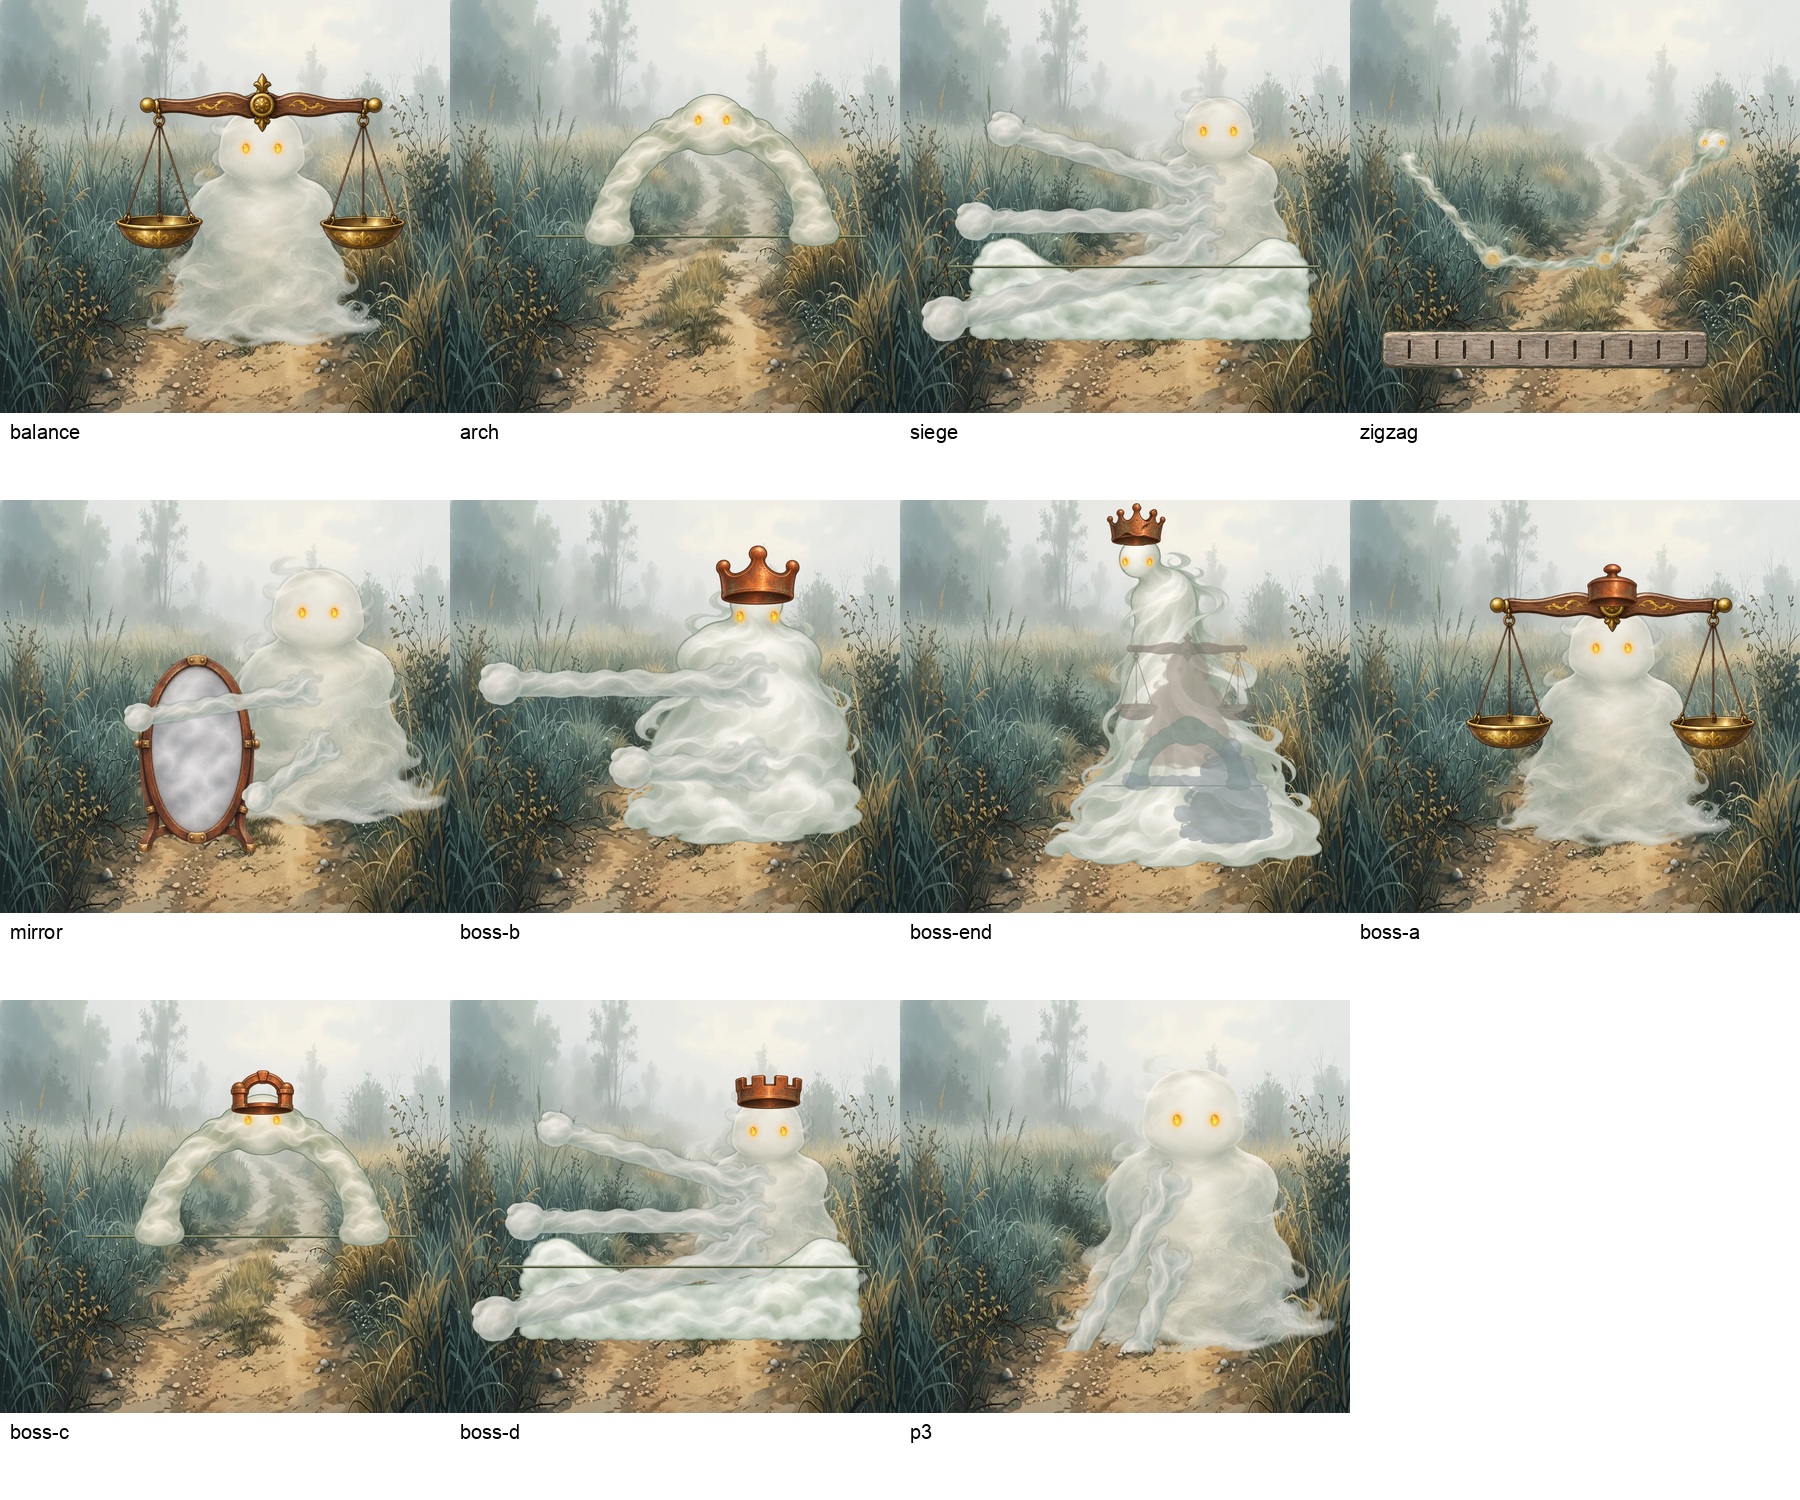 balance
arch
siege
zigzag
mirror
boss-b
boss-end
boss-a
boss-c
boss-d
p3